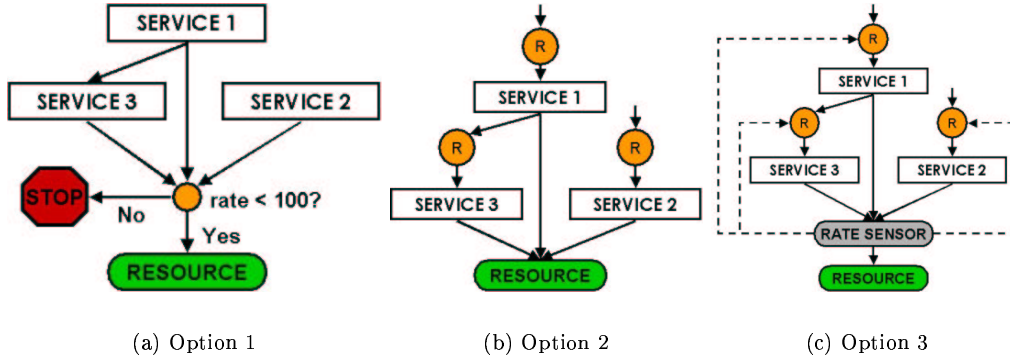 SERVICE 1
SERVICE 3
SERVICE 2
STOP
No
rate < 100?
Yes
RESOURCE
(a) Option 1
R
SERVICE 1
R
R
SERVICE 3
SERVICE 2
RESOURCE
(b) Option 2
R
SERVICE 1
R
R
SERVICE 3
SERVICE 2
RATE SENSOR
RESOURCE
(c) Option 3